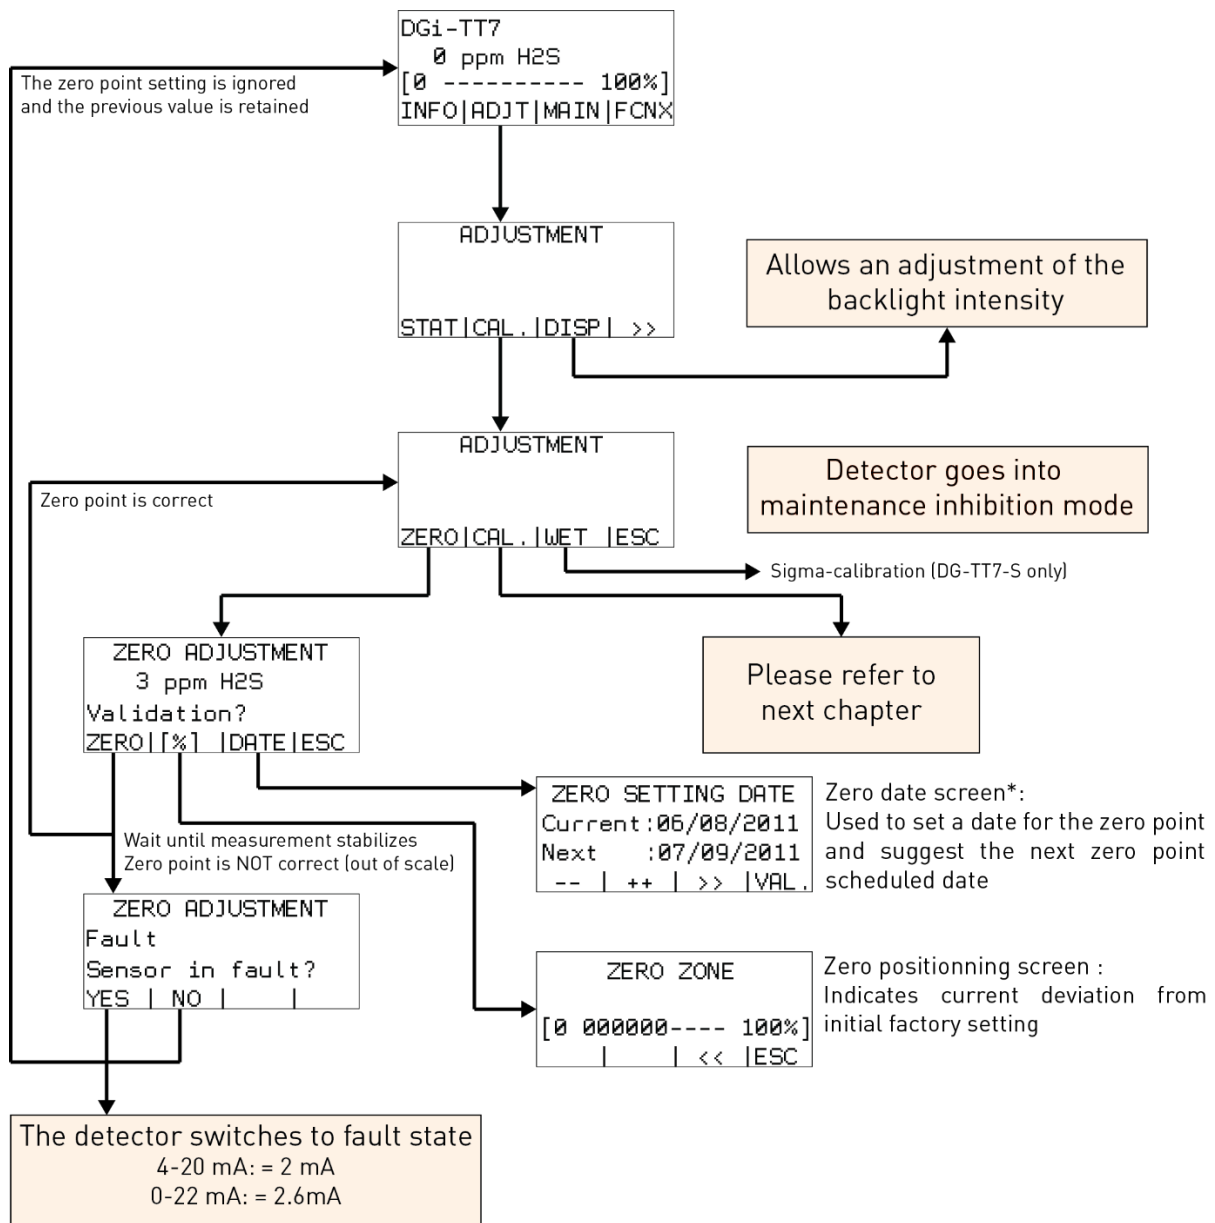 DGi-TT7
0 ppm H2S
[0 ---------- 100%]
INFO|ADJT|MAIN|FCNX
The zero point setting is ignored
and the previous value is retained
ADJUSTMENT
STAT|CAL.|DISP| >>
Allows an adjustment of the
backlight intensity
ADJUSTMENT
ZERO|CAL.|WET |ESC
Detector goes into
maintenance inhibition mode
Zero point is correct
Sigma-calibration (DG-TT7-S only)
Please refer to
next chapter
ZERO ADJUSTMENT
3 ppm H2S
Validation?
ZERO|[%] |DATE|ESC
ZERO SETTING DATE
Current:06/08/2011
Next :07/09/2011
-- | ++ | >> |VAL.
Zero date screen*:
Used to set a date for the zero point
and suggest the next zero point
scheduled date
Wait until measurement stabilizes
Zero point is NOT correct (out of scale)
ZERO ADJUSTMENT
Fault
Sensor in fault?
YES | NO | |
ZERO ZONE
[0 000000---- 100%]
| | << |ESC
Zero positionning screen :
Indicates current deviation from
initial factory setting
The detector switches to fault state
4-20 mA: = 2 mA
0-22 mA: = 2.6mA